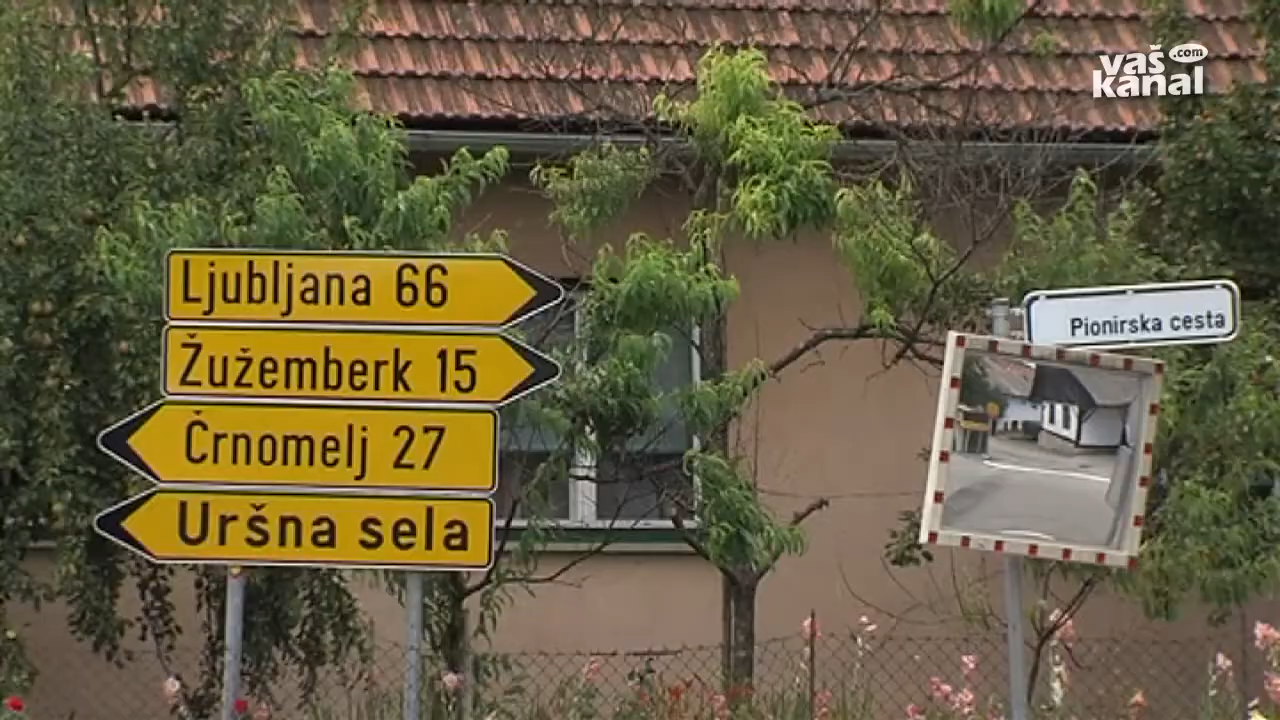 vaš
.com
kanal
Ljubljana 66
Žužemberk 15
Črnomelj 27
Uršna sela
Pionirska cesta